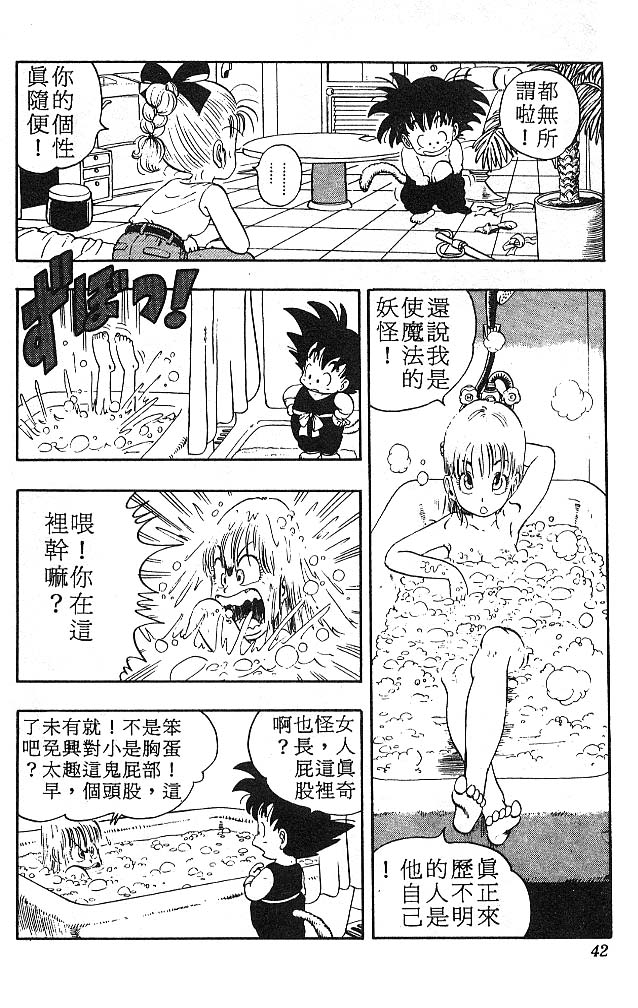 都無所
謂啦！
……
你的個性
眞隨便！
還說我是
使魔法的
妖怪！
眞正來
歷不明
的人是
他自己
！
ずぼっ！
喂！你在這
裡幹嘛？
女人眞奇
怪，這裡
也長屁股
啊？
笨蛋！這
是胸部，
不是屁股
！小鬼頭
就對這個
有興趣，
未発太早
了吧？
42